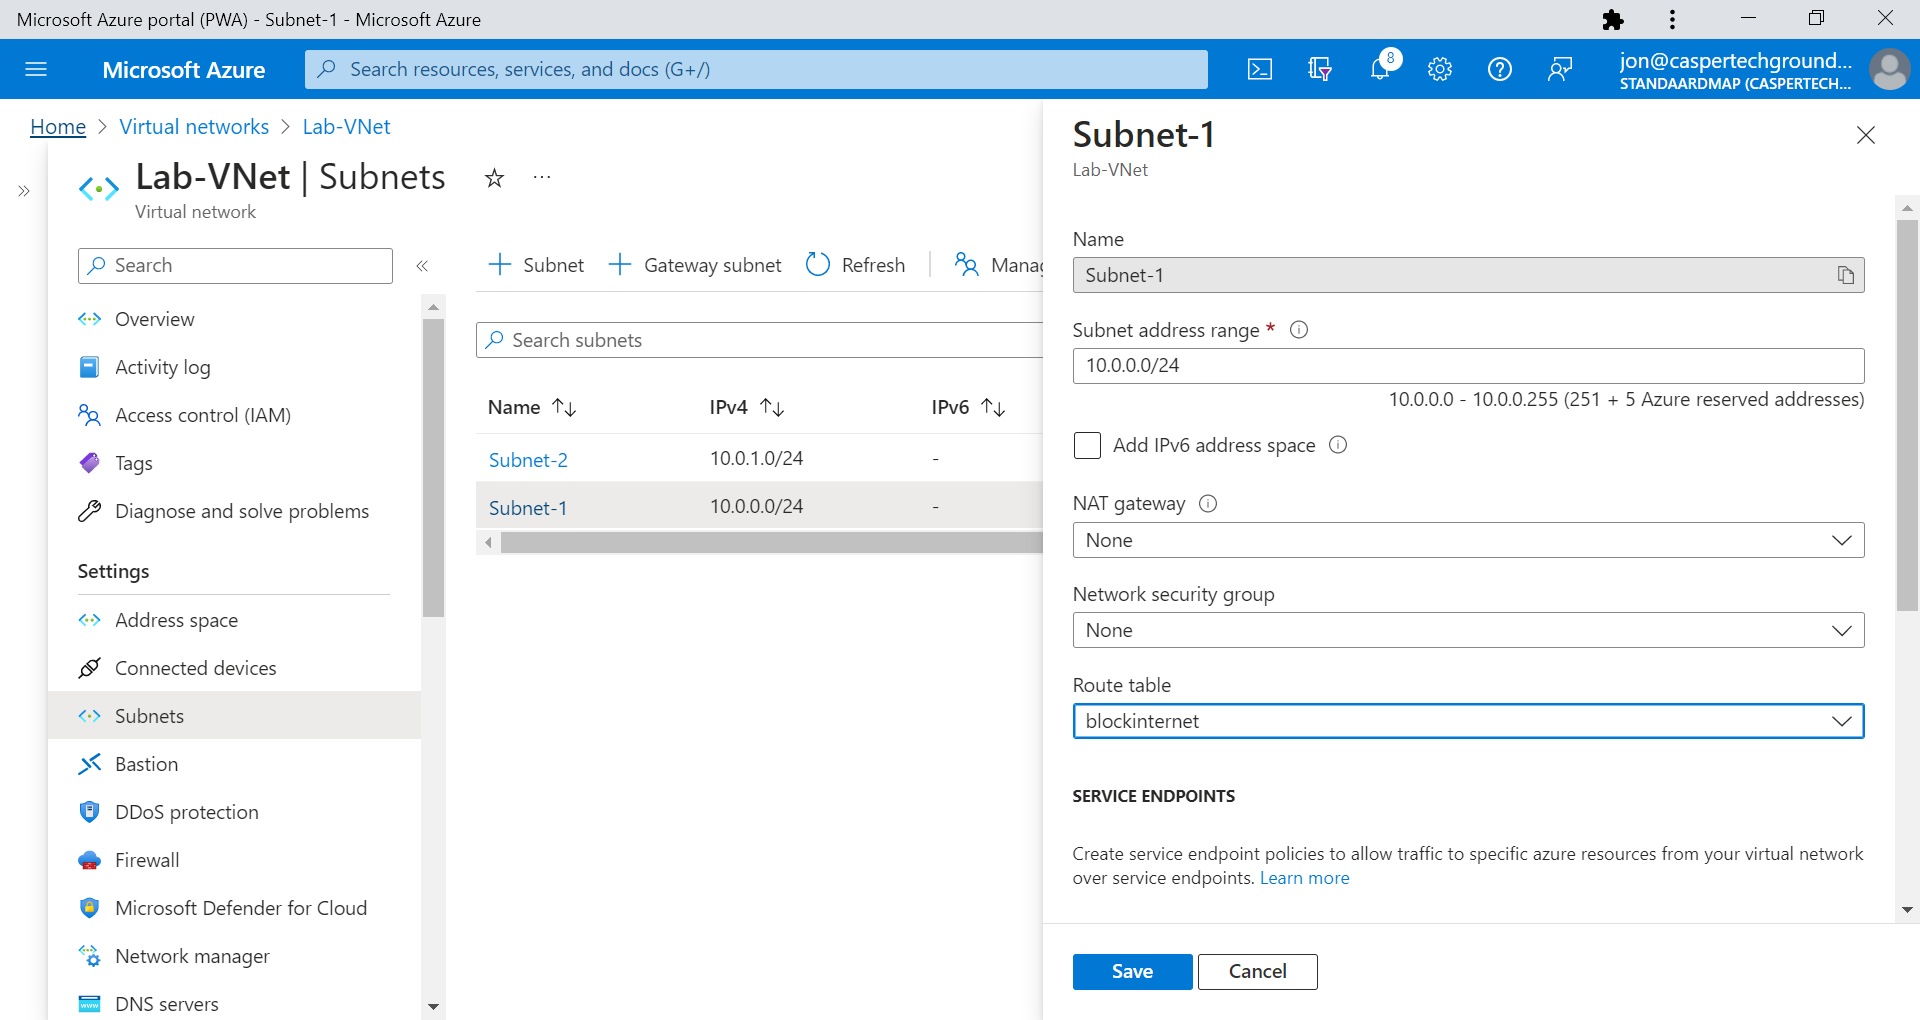 Microsoft Azure portal (PWA) - Subnet-1 - Microsoft Azure
Microsoft Azure
Search resources, services, and docs (G+/)
8
jon@caspertechground...
STANDAARDMAP (CASPERTECH...
Home > Virtual networks > Lab-VNet
Lab-VNet | Subnets
Virtual network
Search
Overview
Activity log
Access control (IAM)
Tags
Diagnose and solve problems
Settings
Address space
Connected devices
Subnets
Bastion
DDoS protection
Firewall
Microsoft Defender for Cloud
Network manager
DNS servers
Subnet
Gateway subnet
Refresh
Manag
Search subnets
Name IPv4 IPv6
Subnet-2 10.0.1.0/24 -
Subnet-1 10.0.0.0/24 -
Subnet-1
Lab-VNet
Name
Subnet-1
Subnet address range *
10.0.0.0/24
10.0.0.0 - 10.0.0.255 (251 + 5 Azure reserved addresses)
Add IPv6 address space
NAT gateway
None
Network security group
None
Route table
blockinternet
SERVICE ENDPOINTS
Create service endpoint policies to allow traffic to specific azure resources from your virtual network
over service endpoints. Learn more
Save
Cancel